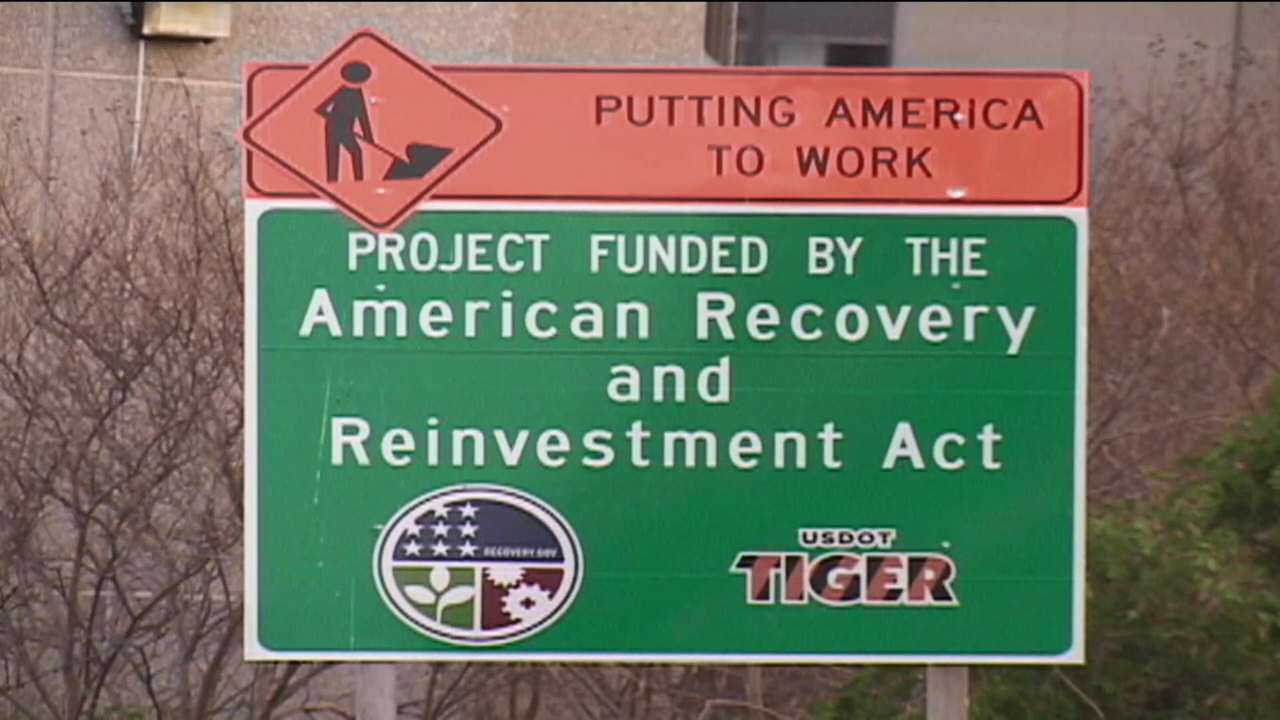 PUTTING AMERICA
TO WORK
PROJECT FUNDED BY THE
American Recovery
and
Reinvestment Act
RECOVERY.GOV
USDOT
TIGER